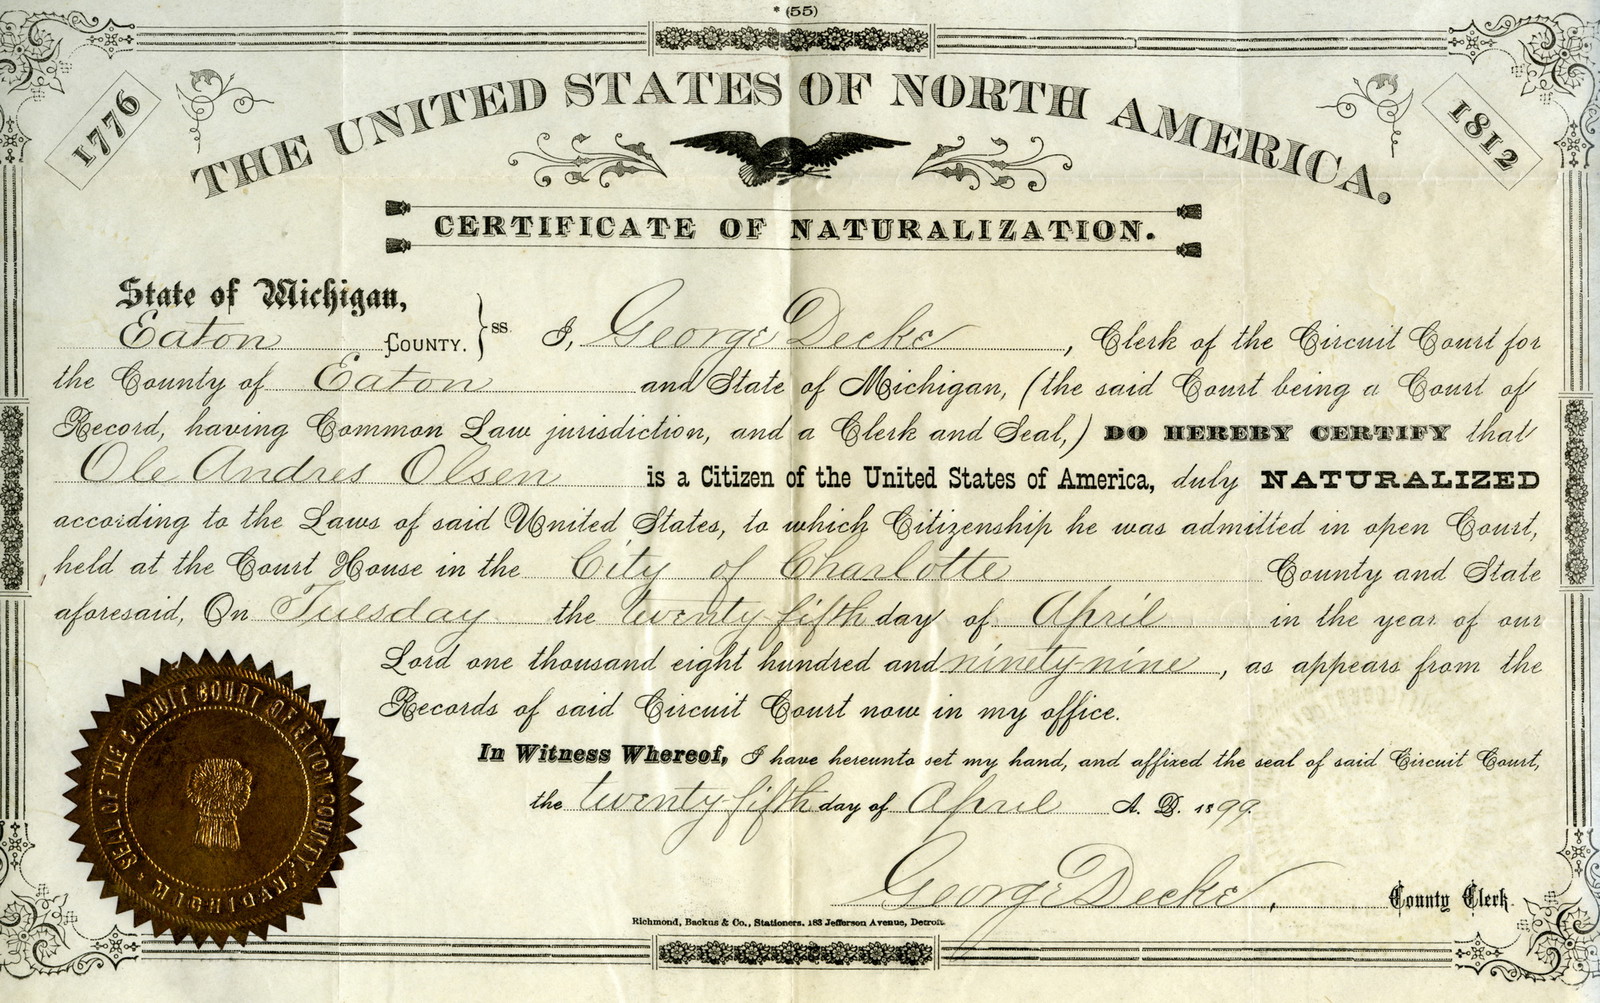 * (55)
1776
1812
THE UNITED STATES OF NORTH AMERICA.
CERTIFICATE OF NATURALIZATION.
State of Michigan,
Eaton COUNTY. } ss. I, George Decke, Clerk of the Circuit Court for
the County of Eaton and State of Michigan, (the said Court being a Court of
Record, having Common Law jurisdiction, and a Clerk and Seal,) DO HEREBY CERTIFY that
Ole Andres Olsen is a Citizen of the United States of America, duly NATURALIZED
according to the Laws of said United States, to which Citizenship he was admitted in open Court,
held at the Court House in the City of Charlotte County and State
aforesaid, On Tuesday the twenty-fifth day of April in the year of our
Lord one thousand eight hundred and ninety-nine, as appears from the
Records of said Circuit Court now in my office.
In Witness Whereof, I have hereunto set my hand, and affixed the seal of said Circuit Court,
the twenty-fifth day of April A. D. 1899.
George Decke, County Clerk.
Richmond, Backus & Co., Stationers, 183 Jefferson Avenue, Detroit.
SEAL OF THE CIRCUIT COURT OF EATON COUNTY
MICHIGAN